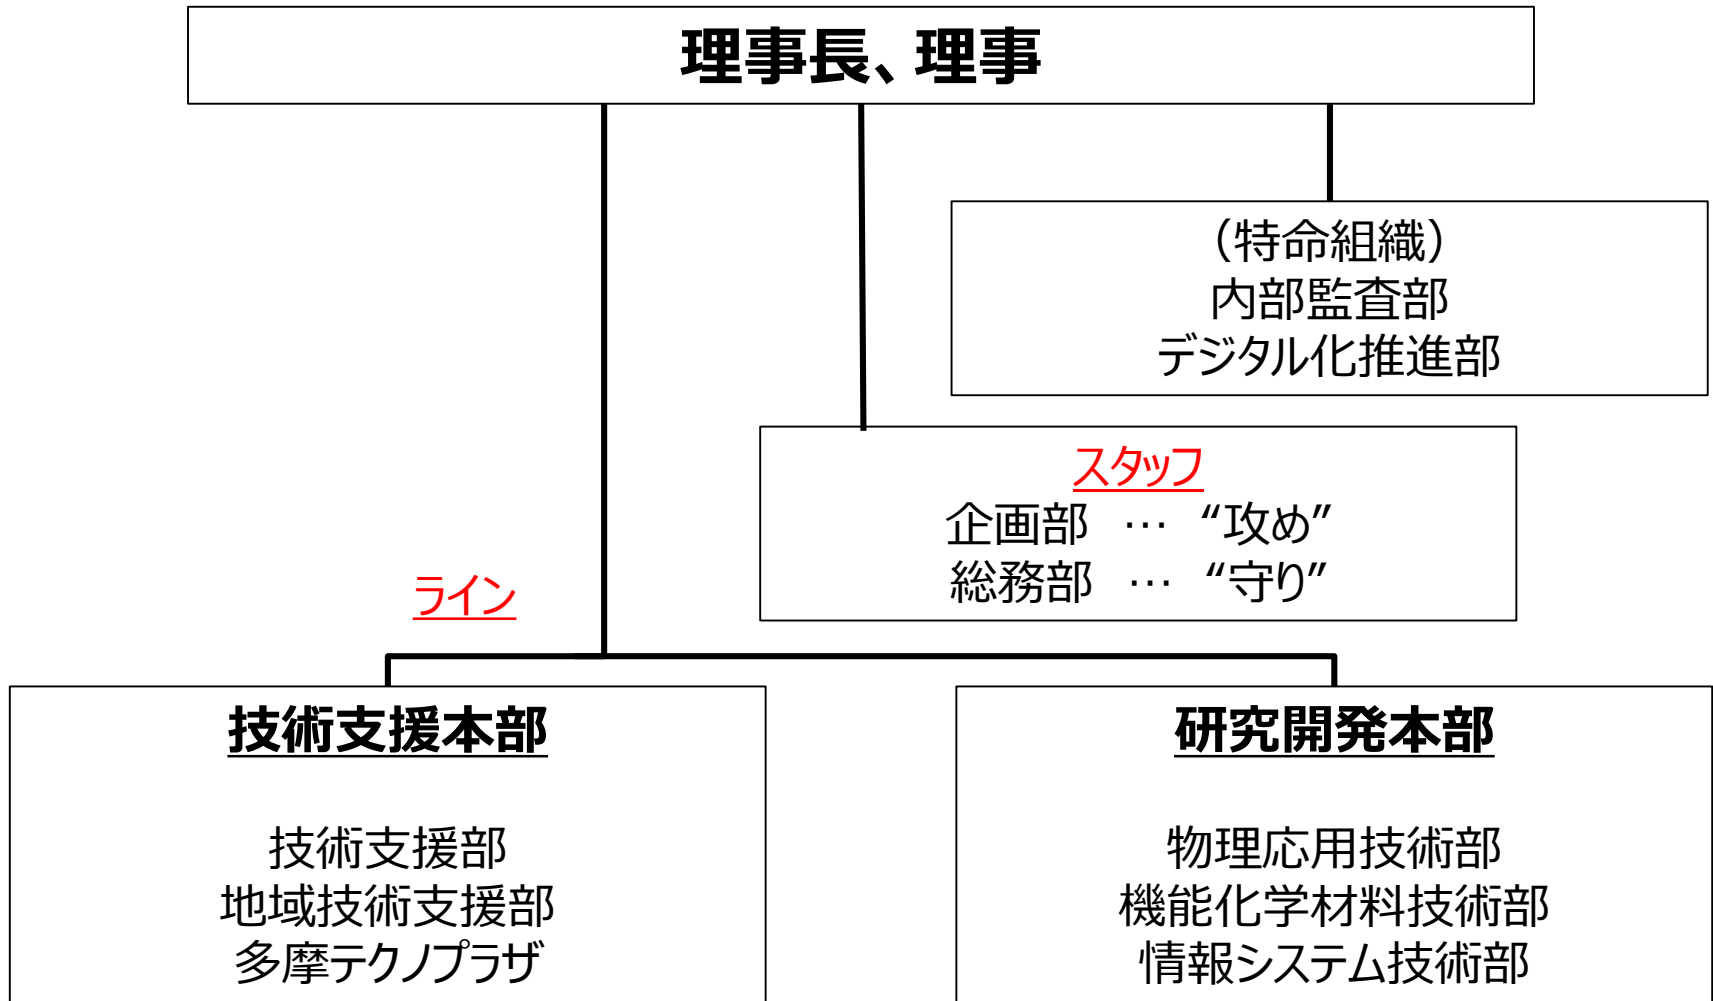 理事長、理事
（特命組織）
内部監査部
デジタル化推進部
スタッフ
企画部　…　“攻め”
総務部　…　“守り”
ライン
技術支援本部
技術支援部
地域技術支援部
多摩テクノプラザ
研究開発本部
物理応用技術部
機能化学材料技術部
情報システム技術部